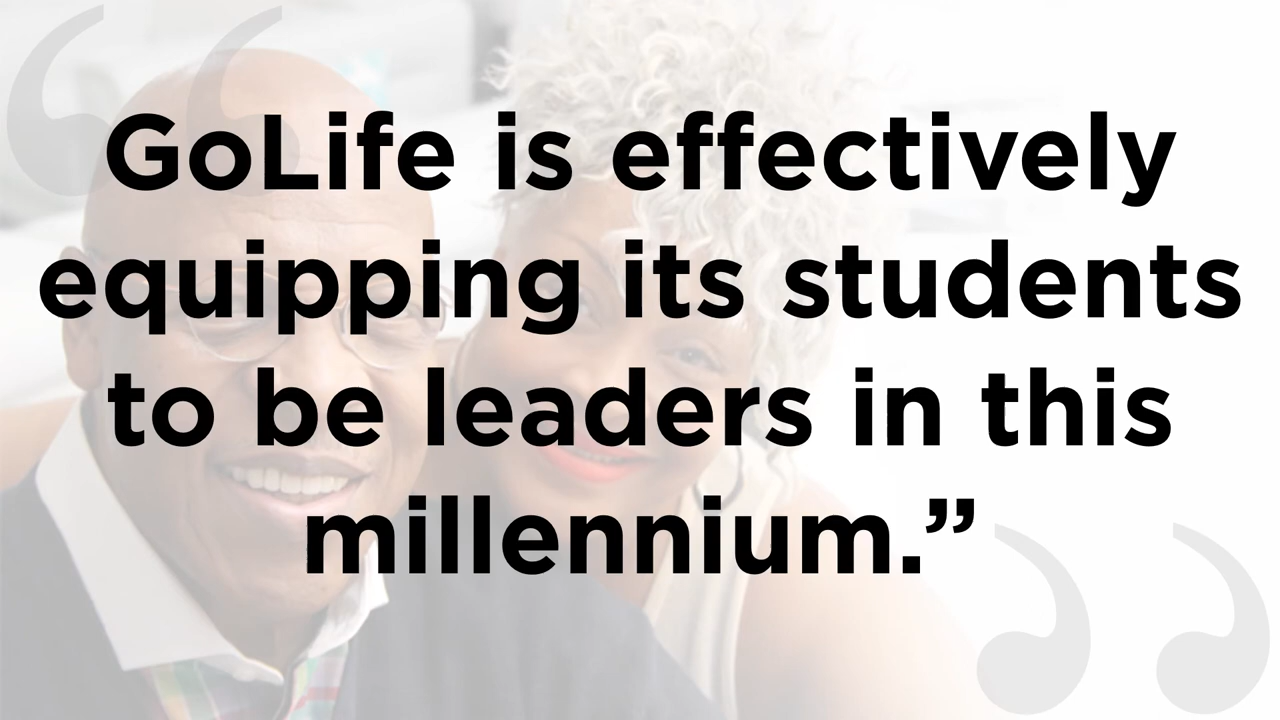 GoLife is effectively
equipping its students
to be leaders in this
millennium.”